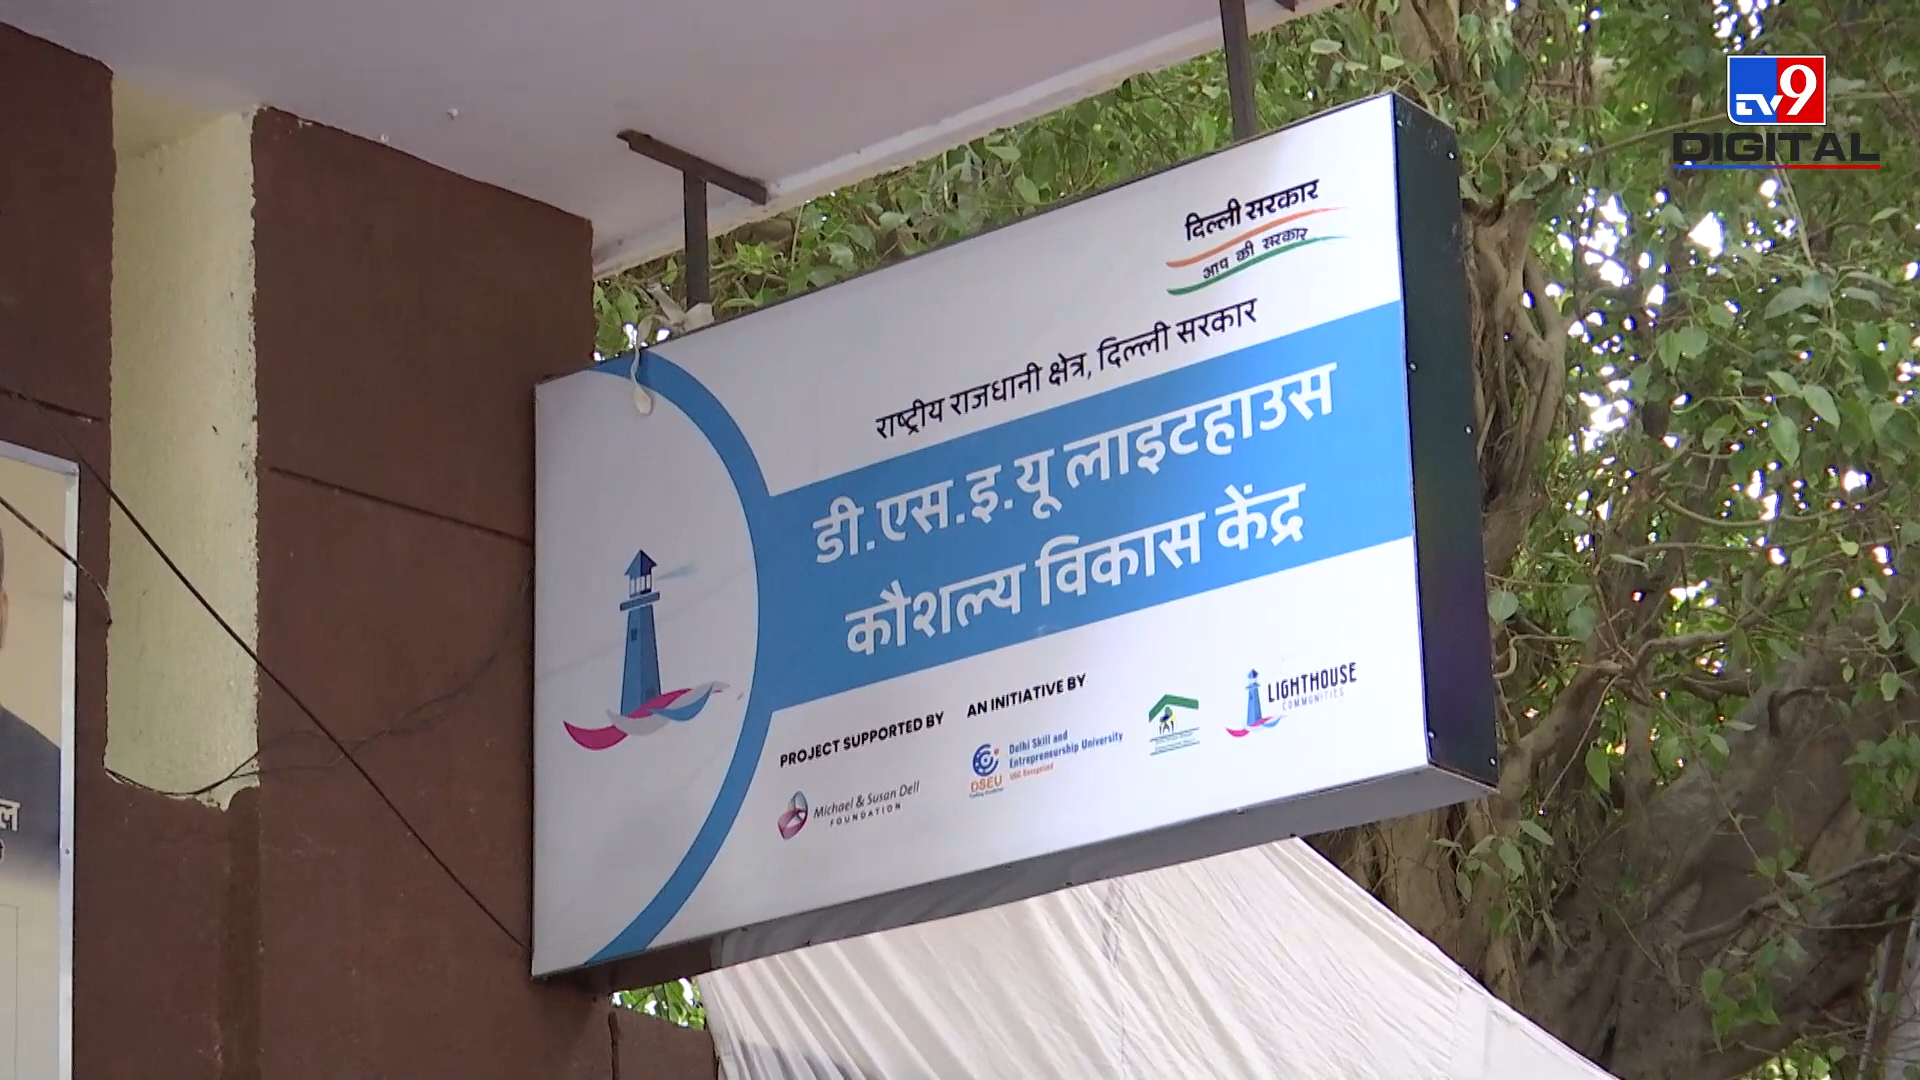 TV9
DIGITAL
दिल्ली सरकार
आप की सरकार
राष्ट्रीय राजधानी क्षेत्र, दिल्ली सरकार
डी.एस.इ.यू लाइटहाउस
कौशल्य विकास केंद्र
PROJECT SUPPORTED BY
Michael & Susan Dell
FOUNDATION
AN INITIATIVE BY
DSEU
Delhi Skill and
Entrepreneurship University
UGC Recognised
LIGHTHOUSE
COMMUNITIES
ल